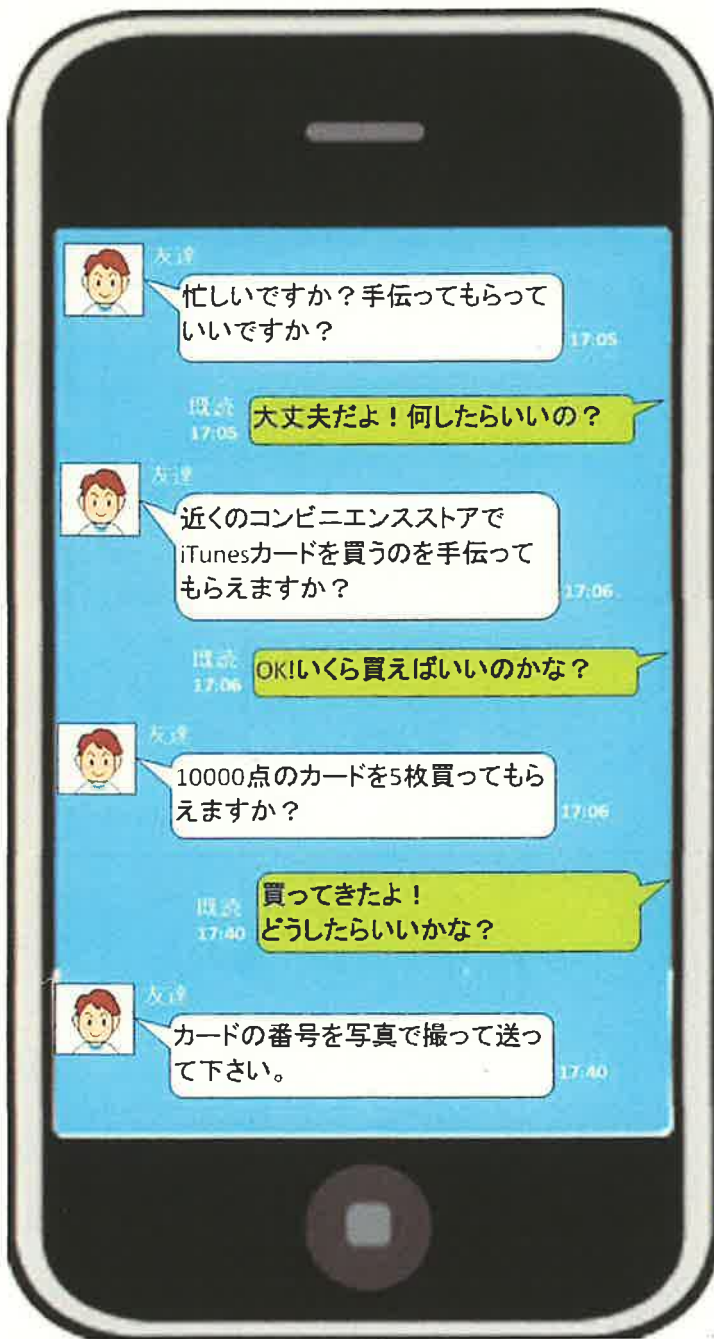 友達
忙しいですか？手伝ってもらって
いいですか？
17:05
既読
17:05
大丈夫だよ！何したらいいの？
友達
近くのコンビニエンスストアで
iTunesカードを買うのを手伝って
もらえますか？
17:06
既読
17:06
OK!いくら買えばいいのかな？
友達
10000点のカードを5枚買ってもら
えますか？
17:06
既読
17:40
買ってきたよ！
どうしたらいいかな？
友達
カードの番号を写真で撮って送っ
て下さい。
17:40